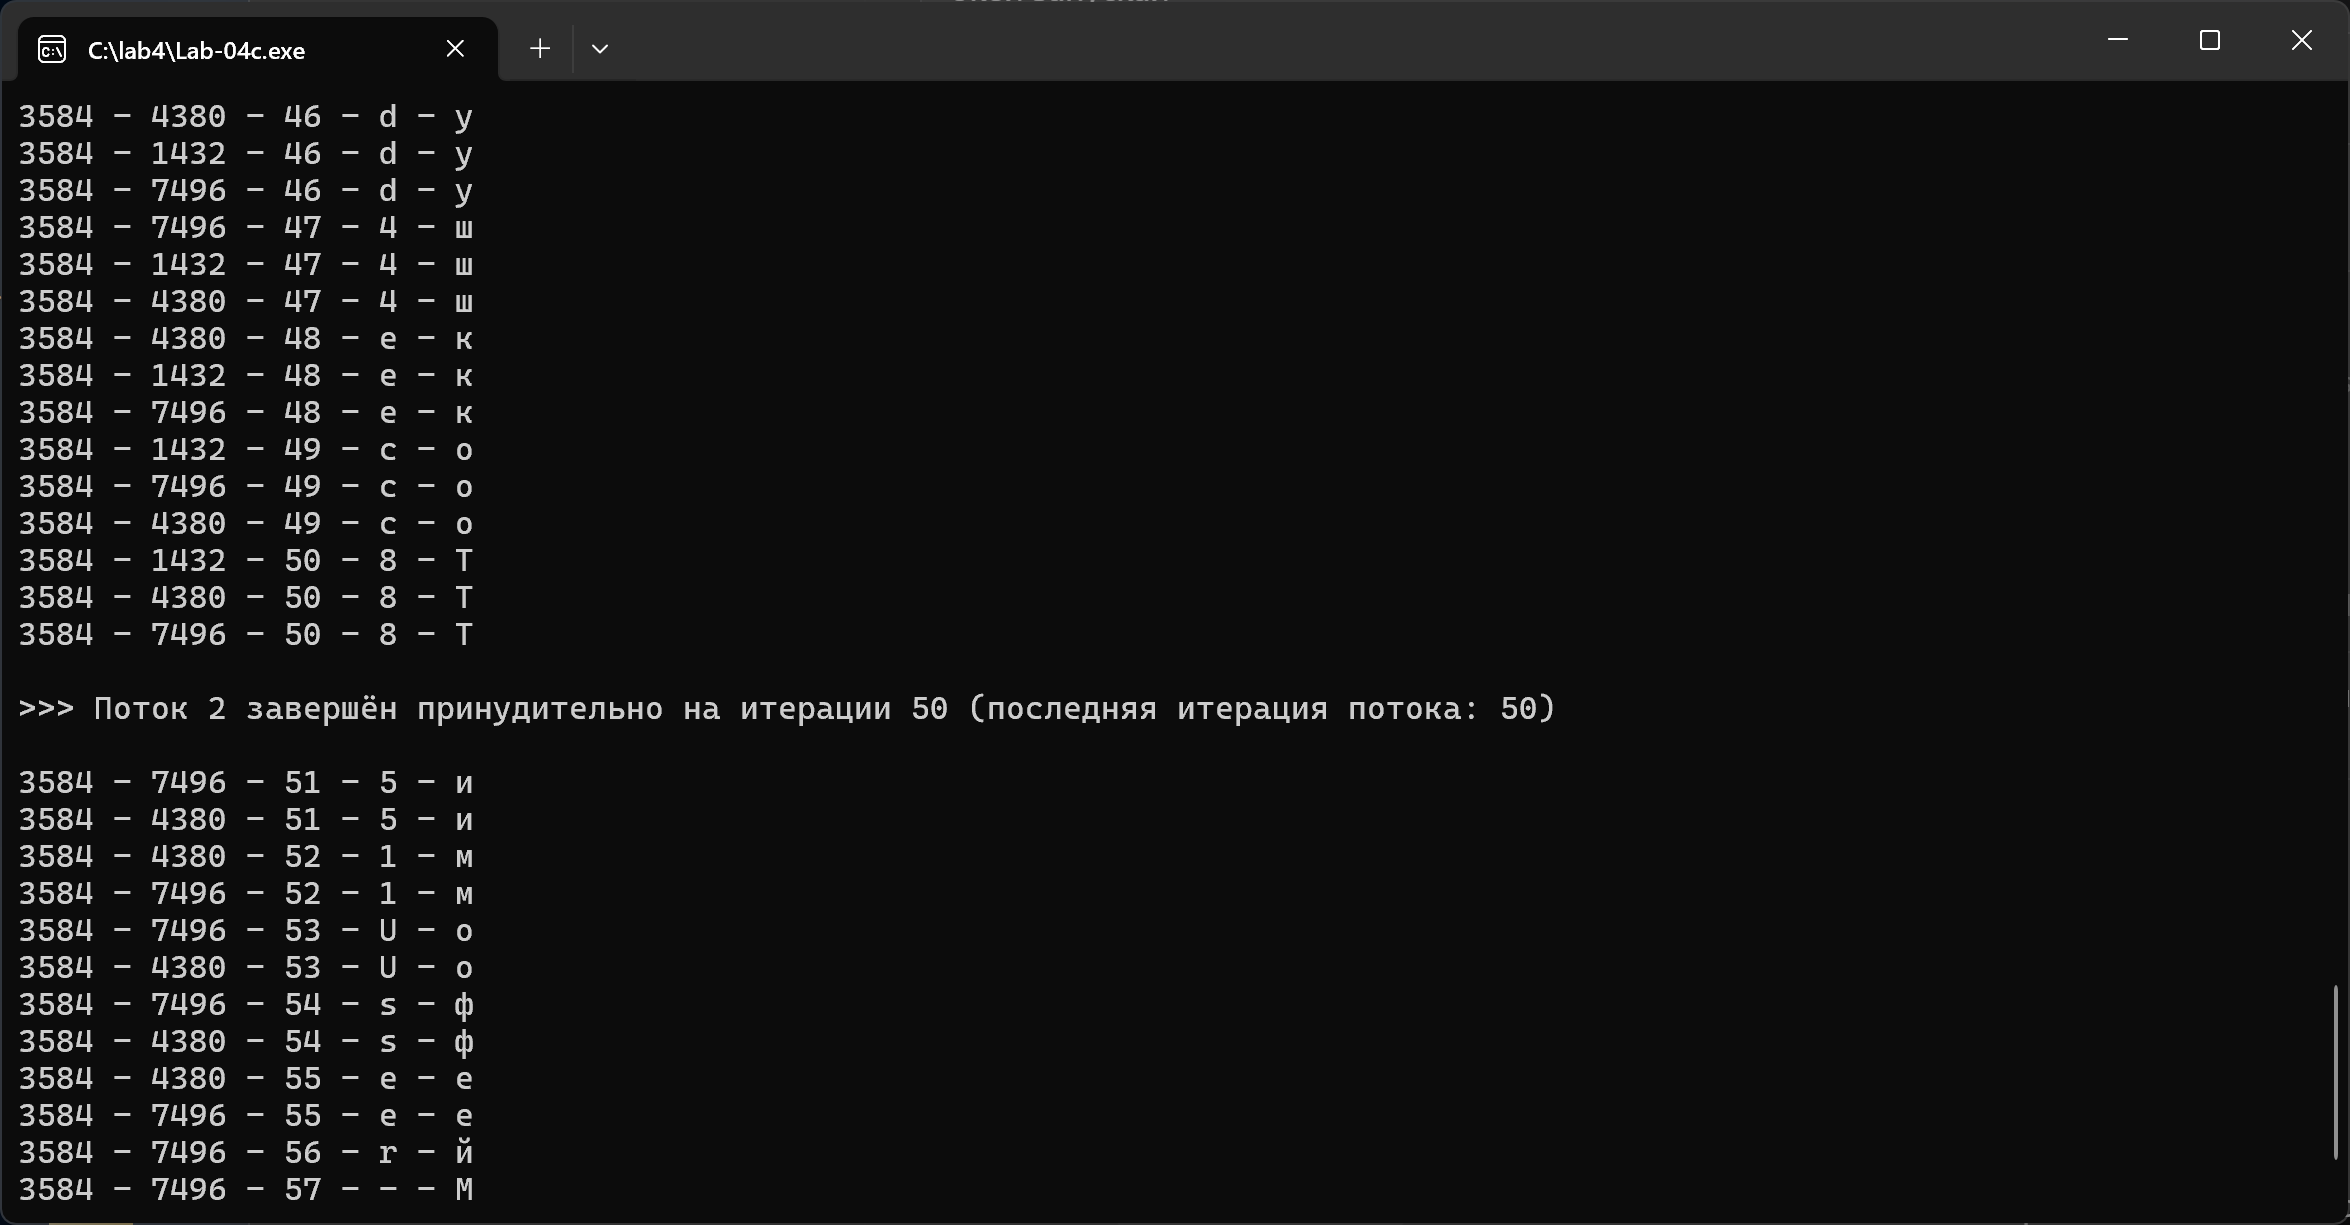 C:\lab4\Lab-04c.exe
3584 - 4380 - 46 - d - у
3584 - 1432 - 46 - d - у
3584 - 7496 - 46 - d - у
3584 - 7496 - 47 - 4 - ш
3584 - 1432 - 47 - 4 - ш
3584 - 4380 - 47 - 4 - ш
3584 - 4380 - 48 - e - к
3584 - 1432 - 48 - e - к
3584 - 7496 - 48 - e - к
3584 - 1432 - 49 - c - о
3584 - 7496 - 49 - c - о
3584 - 4380 - 49 - c - о
3584 - 1432 - 50 - 8 - Т
3584 - 4380 - 50 - 8 - Т
3584 - 7496 - 50 - 8 - Т
>>> Поток 2 завершён принудительно на итерации 50 (последняя итерация потока: 50)
3584 - 7496 - 51 - 5 - и
3584 - 4380 - 51 - 5 - и
3584 - 4380 - 52 - 1 - м
3584 - 7496 - 52 - 1 - м
3584 - 7496 - 53 - U - о
3584 - 4380 - 53 - U - о
3584 - 7496 - 54 - s - ф
3584 - 4380 - 54 - s - ф
3584 - 4380 - 55 - e - е
3584 - 7496 - 55 - e - е
3584 - 7496 - 56 - r - й
3584 - 7496 - 57 - - - М